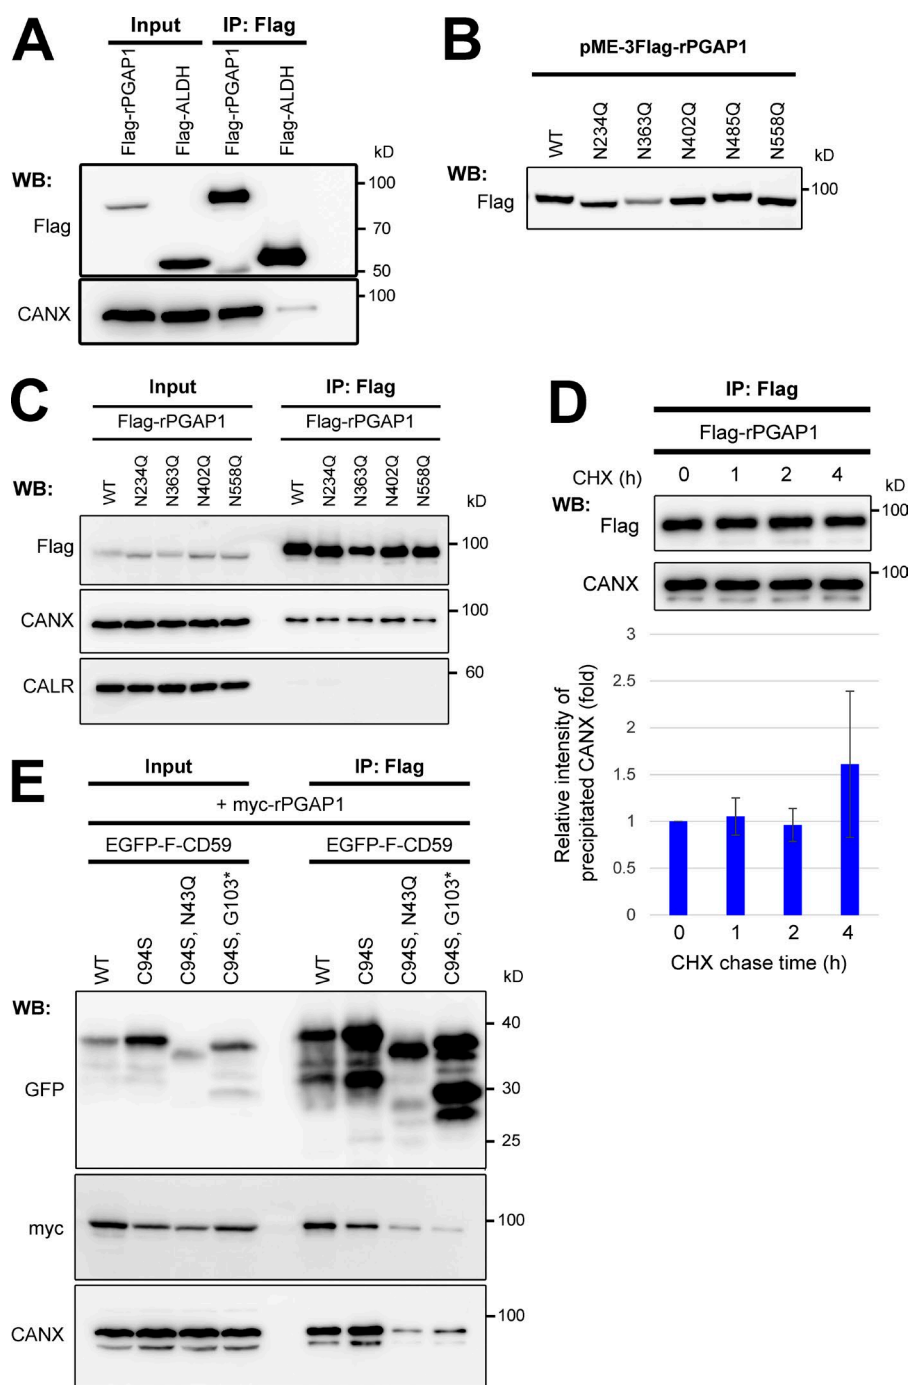 A
Input IP: Flag
Flag-rPGAP1 Flag-ALDH Flag-rPGAP1 Flag-ALDH
kD
WB:
100
Flag
70
50
100
CANX
B
pME-3Flag-rPGAP1
WT N234Q N363Q N402Q N485Q N558Q
kD
WB:
100
Flag
C
Input IP: Flag
Flag-rPGAP1 Flag-rPGAP1
WB: WT N234Q N363Q N402Q N558Q WT N234Q N363Q N402Q N558Q kD
Flag 100
CANX 100
CALR 60
D
IP: Flag
Flag-rPGAP1
CHX (h) 0 1 2 4
kD
WB:
100
Flag
100
CANX
Relative intensity of
precipitated CANX (fold)
3
2.5
2
1.5
1
0.5
0
0 1 2 4
CHX chase time (h)
E
Input IP: Flag
+ myc-rPGAP1
EGFP-F-CD59 EGFP-F-CD59
WT C94S C94S, N43Q C94S, G103* WT C94S C94S, N43Q C94S, G103*
kD
WB:
40
GFP 30
25
myc 100
100
CANX